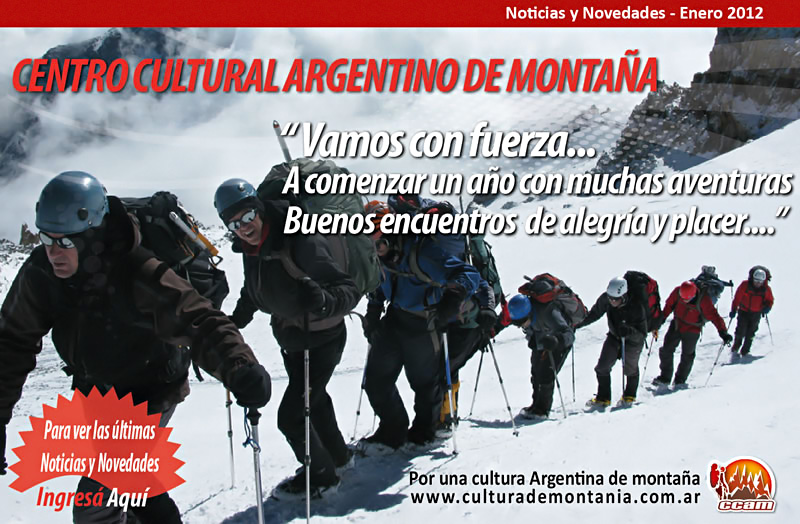 Noticias y Novedades - Enero 2012
CENTRO CULTURAL ARGENTINO DE MONTAÑA
“Vamos con fuerza...
A comenzar un año con muchas aventuras
Buenos encuentros de alegría y placer....”
Para ver las últimas
Noticias y Novedades
Ingresá Aquí
Por una cultura Argentina de montaña
www.culturademontania.com.ar
ccam